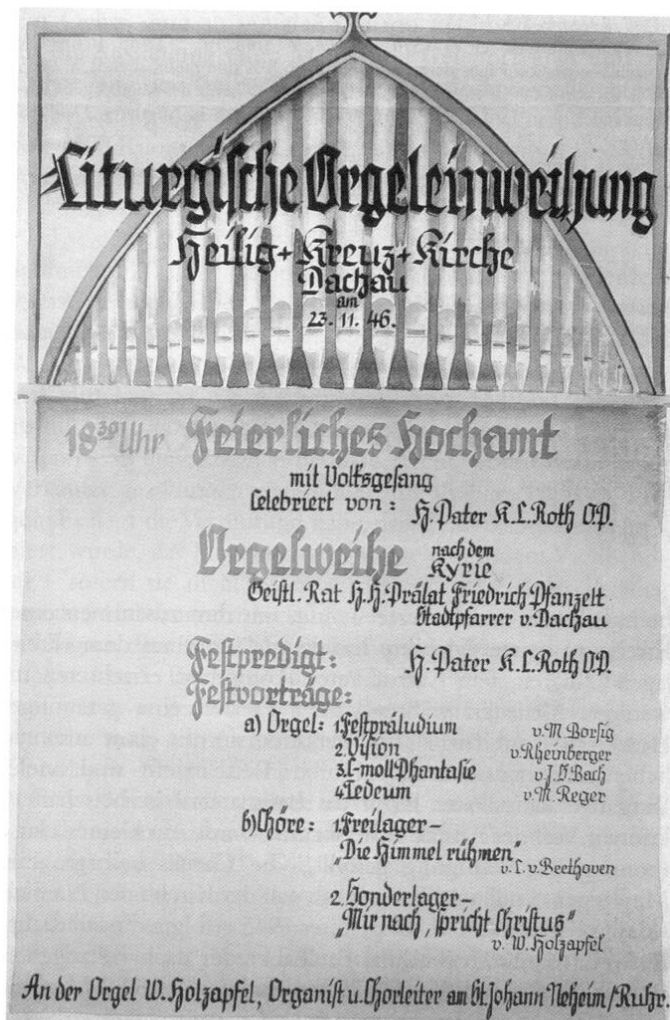 Liturgische Orgeleinweihung
Heilig+Kreuz+Kirche
Dachau
am
23. 11. 46.
18³⁰ Uhr Feierliches Hochamt
mit Volksgesang
Celebriert von: H. Pater K.L. Roth O.P.
Orgelweihe nach dem Kyrie
Geistl. Rat H.H. Prälat Friedrich Pfanzelt
Stadtpfarrer v. Dachau
Festpredigt: H. Pater K.L. Roth O.P.
Festvorträge:
a) Orgel: 1. Festpräludium v. M. Borsig
2. Vision v. Rheinberger
3. C-moll Phantasie v. J. S. Bach
4. Tedeum v. M. Reger
b) Chöre: 1. Freilager-
"Die Himmel rühmen"
v. L. v. Beethoven
2. Sonderlager-
„Mir nach, spricht Christus"
v. W. Holzapfel
An der Orgel W. Holzapfel, Organist u. Chorleiter am St. Johann Neheim/Ruhr.